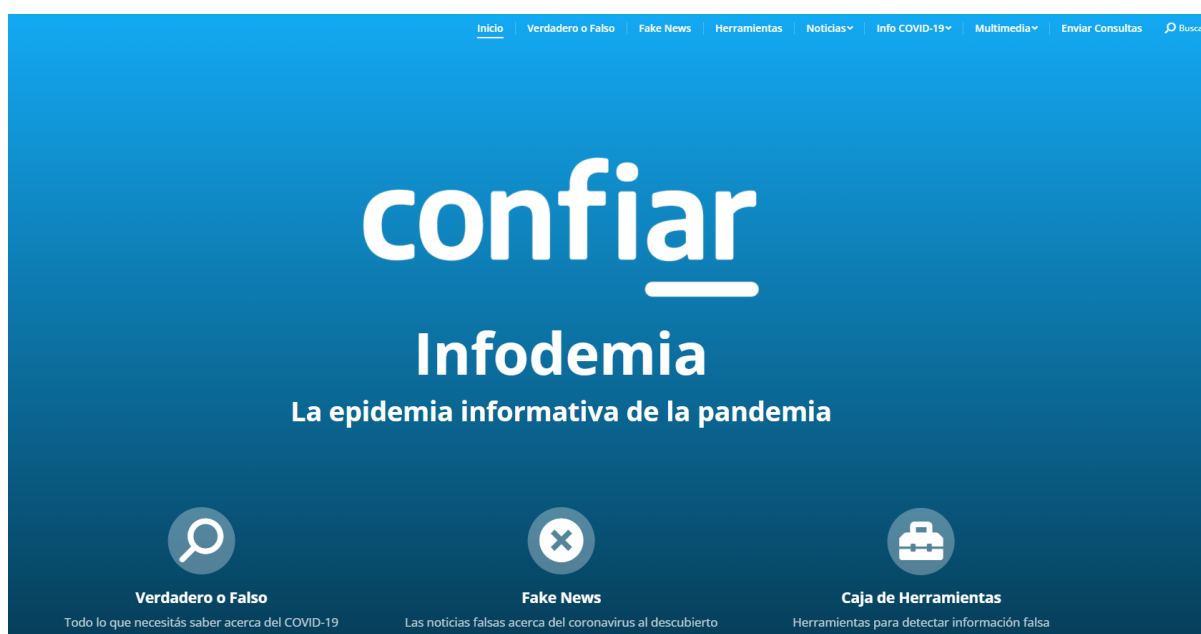 Inicio Verdadero o Falso Fake News Herramientas Noticias Info COVID-19 Multimedia Enviar Consultas Busca
confiar
Infodemia
La epidemia informativa de la pandemia
Verdadero o Falso Fake News Caja de Herramientas
Todo lo que necesitás saber acerca del COVID-19 Las noticias falsas acerca del coronavirus al descubierto Herramientas para detectar información falsa